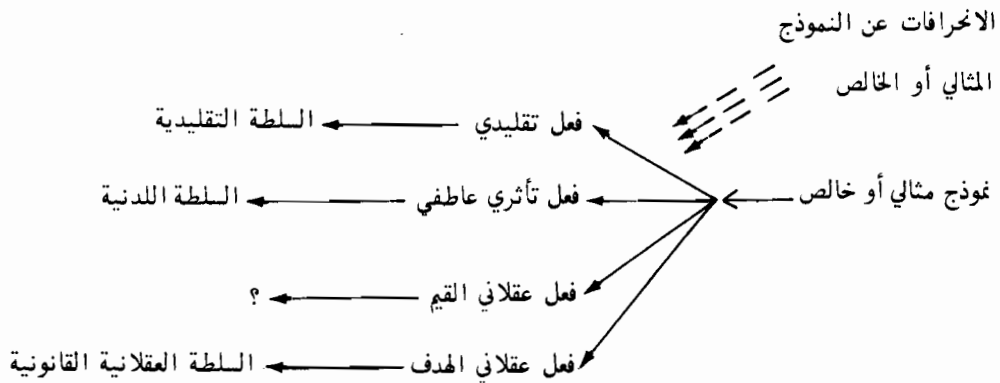 الانحرافات عن النموذج
المثالي أو الخالص
فعل تقليدي السلطة التقليدية
نموذج مثالي أو خالص
فعل تأثري عاطفي السلطة اللدنية
فعل عقلاني القيم ؟
فعل عقلاني الهدف السلطة العقلانية القانونية